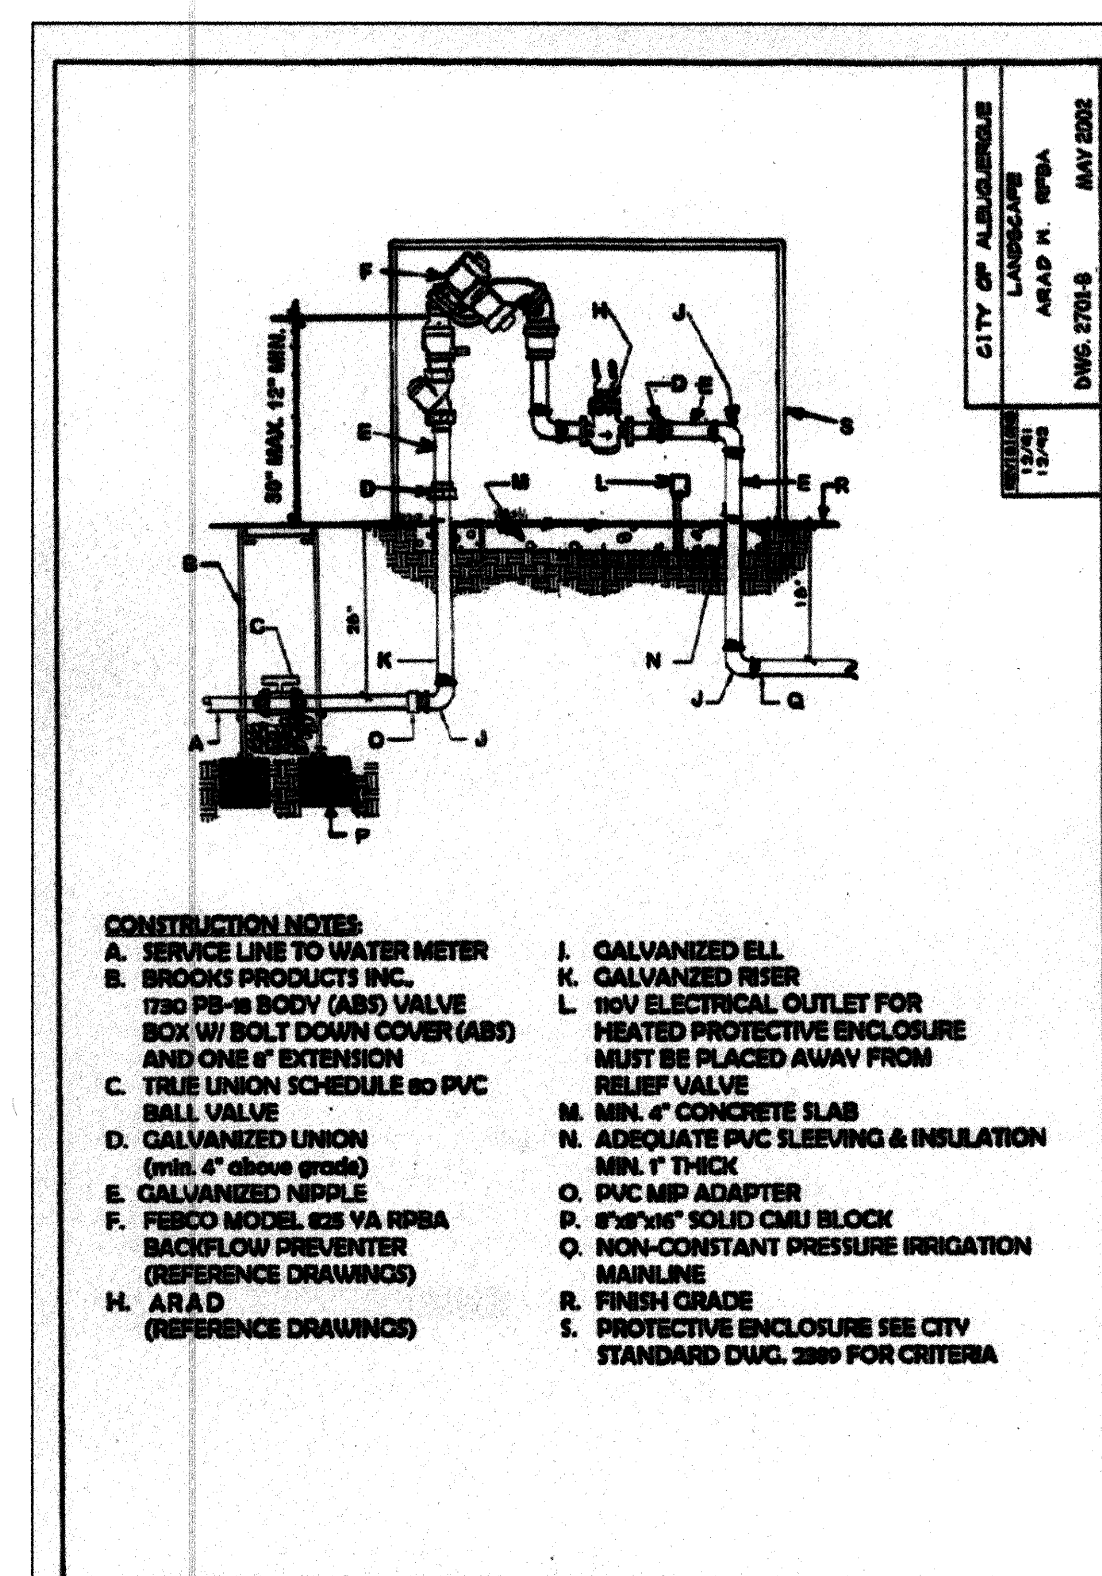 CITY OF ALBUQUERQUE
LANDSCAPE
ARAD M. RPBA
DWG. 2701-8 MAY 2002
REVISIONS
F
H
J
30" MAX. 12" MIN.
D
E
S
E
D
M
L
E
R
B
C
K
N
18"
J
Q
A
O
J
P
CONSTRUCTION NOTES:
A. SERVICE LINE TO WATER METER
B. BROOKS PRODUCTS INC.,
1730 PB-18 BODY (ABS) VALVE
BOX W/ BOLT DOWN COVER (ABS)
AND ONE 8" EXTENSION
C. TRUE UNION SCHEDULE 80 PVC
BALL VALVE
D. GALVANIZED UNION
(min. 4" above grade)
E. GALVANIZED NIPPLE
F. FEBCO MODEL 825 YA RPBA
BACKFLOW PREVENTER
(REFERENCE DRAWINGS)
H. ARAD
(REFERENCE DRAWINGS)
J. GALVANIZED ELL
K. GALVANZED RISER
L. 110V ELECTRICAL OUTLET FOR
HEATED PROTECTIVE ENCLOSURE
MUST BE PLACED AWAY FROM
RELIEF VALVE
M. MIN. 4" CONCRETE SLAB
N. ADEQUATE PVC SLEEVING & INSULATION
MIN. 1" THICK
O. PVC MIP ADAPTER
P. 8"x8"x16" SOLID CMU BLOCK
Q. NON-CONSTANT PRESSURE IRRIGATION
MAINLINE
R. FINISH GRADE
S. PROTECTIVE ENCLOSURE SEE CITY
STANDARD DWG. 2389 FOR CRITERIA